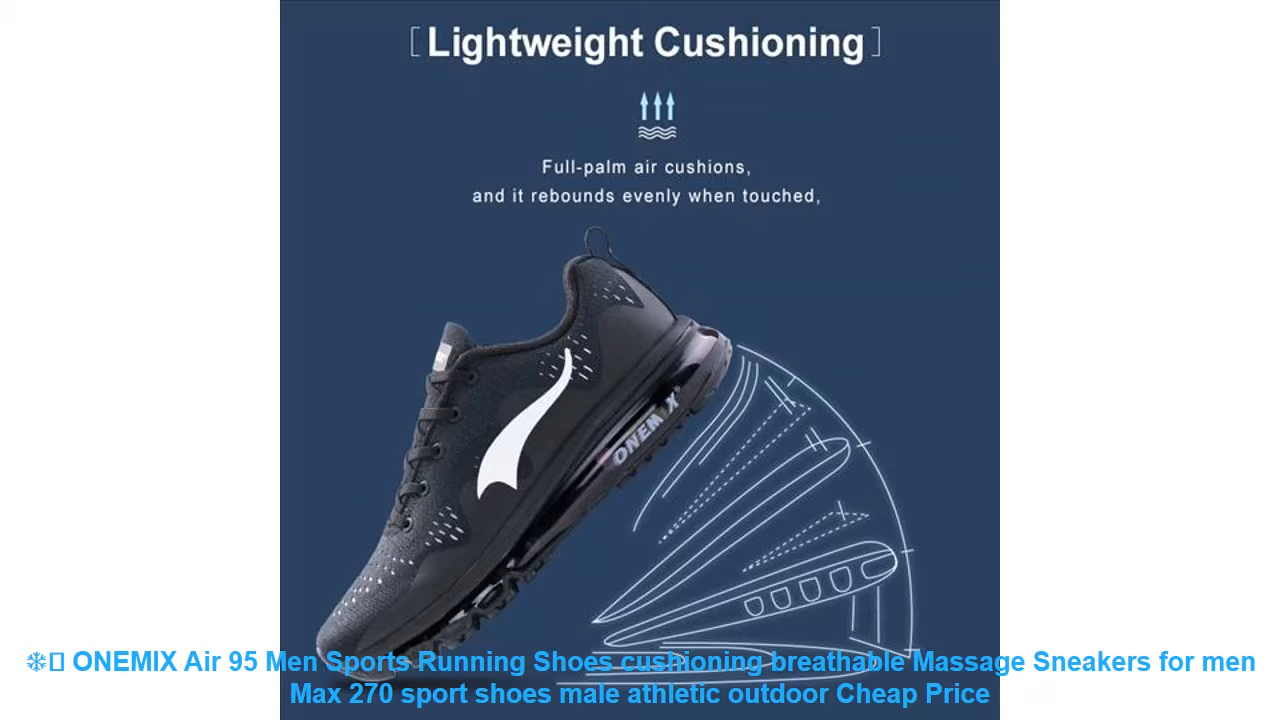 [ Lightweight Cushioning ]
Full-palm air cushions,
and it rebounds evenly when touched,
ONEMIX
❄️ ONEMIX Air 95 Men Sports Running Shoes cushioning breathable Massage Sneakers for men
Max 270 sport shoes male athletic outdoor Cheap Price